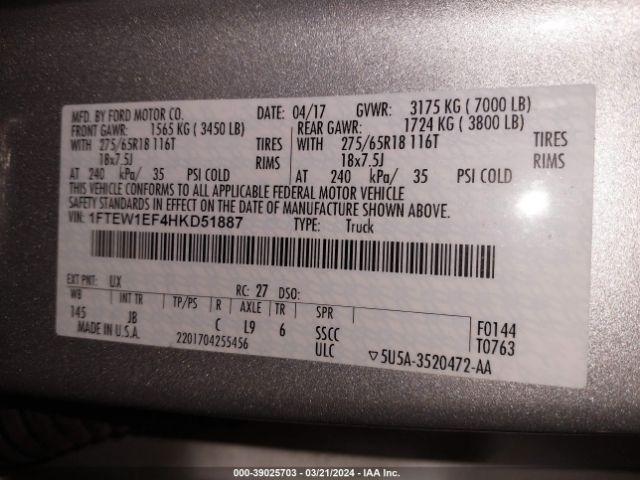 MFD. BY FORD MOTOR CO. DATE: 04/17 GVWR: 3175 KG ( 7000 LB)
FRONT GAWR: 1565 KG ( 3450 LB) REAR GAWR: 1724 KG ( 3800 LB)
WITH 275/65R18 116T TIRES WITH 275/65R18 116T TIRES
18x7.5J RIMS 18x7.5J RIMS
AT 240 kPa/ 35 PSI COLD AT 240 kPa/ 35 PSI COLD
THIS VEHICLE CONFORMS TO ALL APPLICABLE FEDERAL MOTOR VEHICLE
SAFETY STANDARDS IN EFFECT ON THE DATE OF MANUFACTURE SHOWN ABOVE.
VIN: 1FTEW1EF4HKD51887 TYPE: Truck
EXT PNT: UX RC: 27 DSO:
WB INT TR TP/PS R AXLE TR SPR
145 JB C L9 6 SSCC F0144
MADE IN U.S.A. 2201704255456 ULC T0763
▽5U5A-3520472-AA
000-39025703 - 03/21/2024 - IAA Inc.